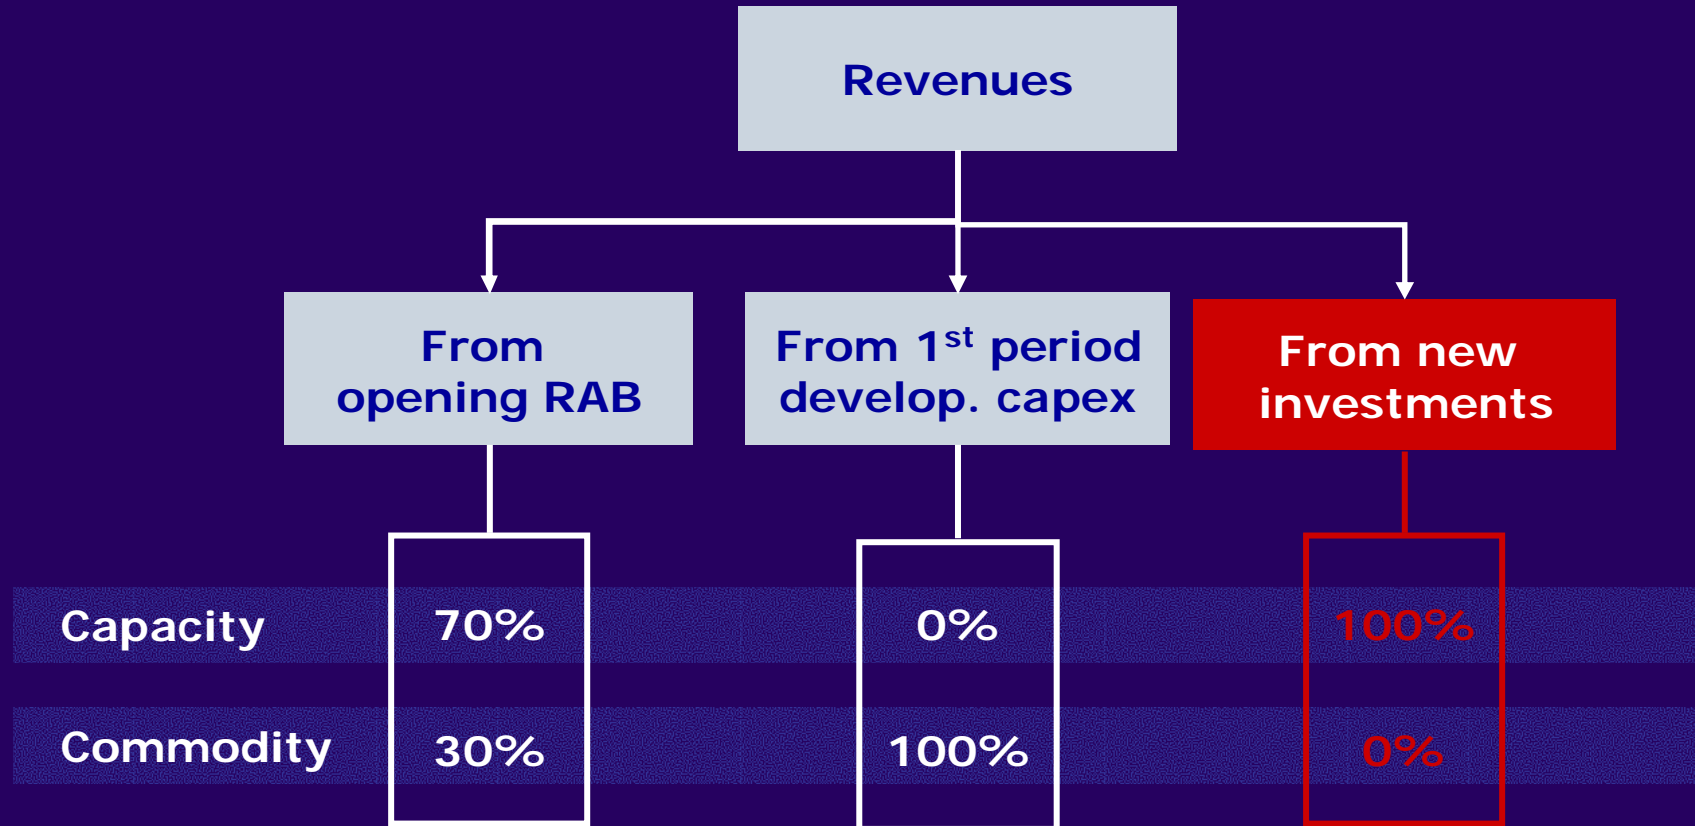 Revenues
From
opening RAB
From 1st period
develop. capex
From new
investments
Capacity 70% 0% 100%
Commodity 30% 100% 0%